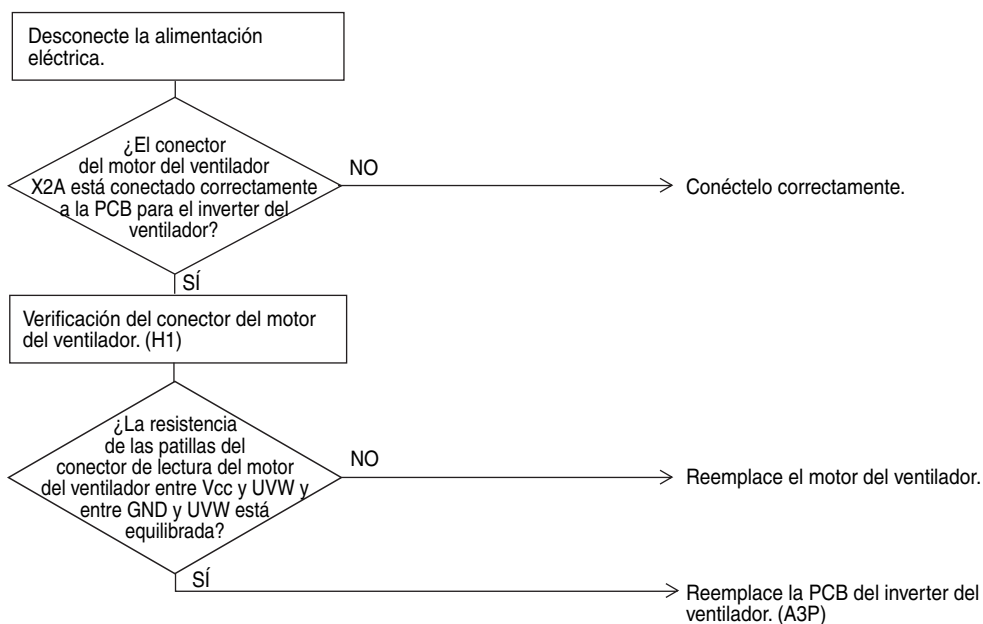 Desconecte la alimentación
eléctrica.
¿El conector
del motor del ventilador
X2A está conectado correctamente
a la PCB para el inverter del
ventilador?
NO
Conéctelo correctamente.
SÍ
Verificación del conector del motor
del ventilador. (H1)
¿La resistencia
de las patillas del
conector de lectura del motor
del ventilador entre Vcc y UVW y
entre GND y UVW está
equilibrada?
NO
Reemplace el motor del ventilador.
SÍ
Reemplace la PCB del inverter del
ventilador. (A3P)